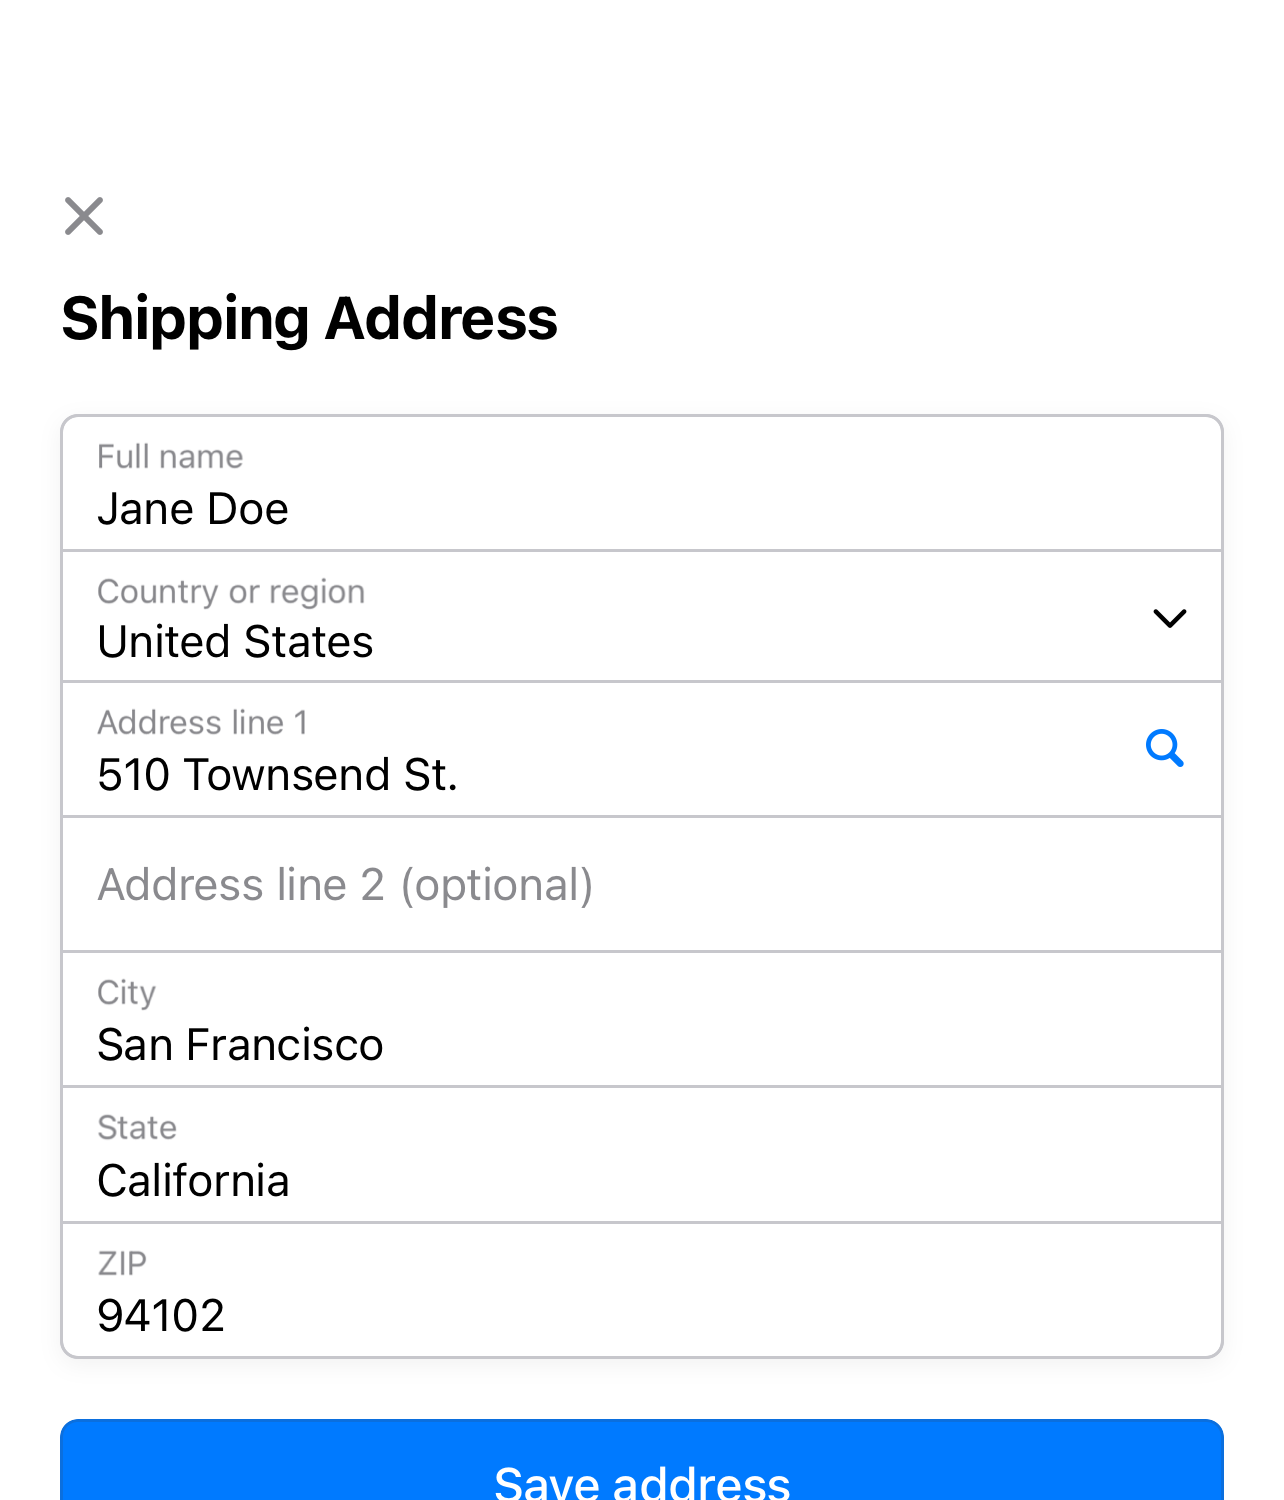 Shipping Address
Full name
Jane Doe
Country or region
United States
Address line 1
510 Townsend St.
Address line 2 (optional)
City
San Francisco
State
California
ZIP
94102
Save address